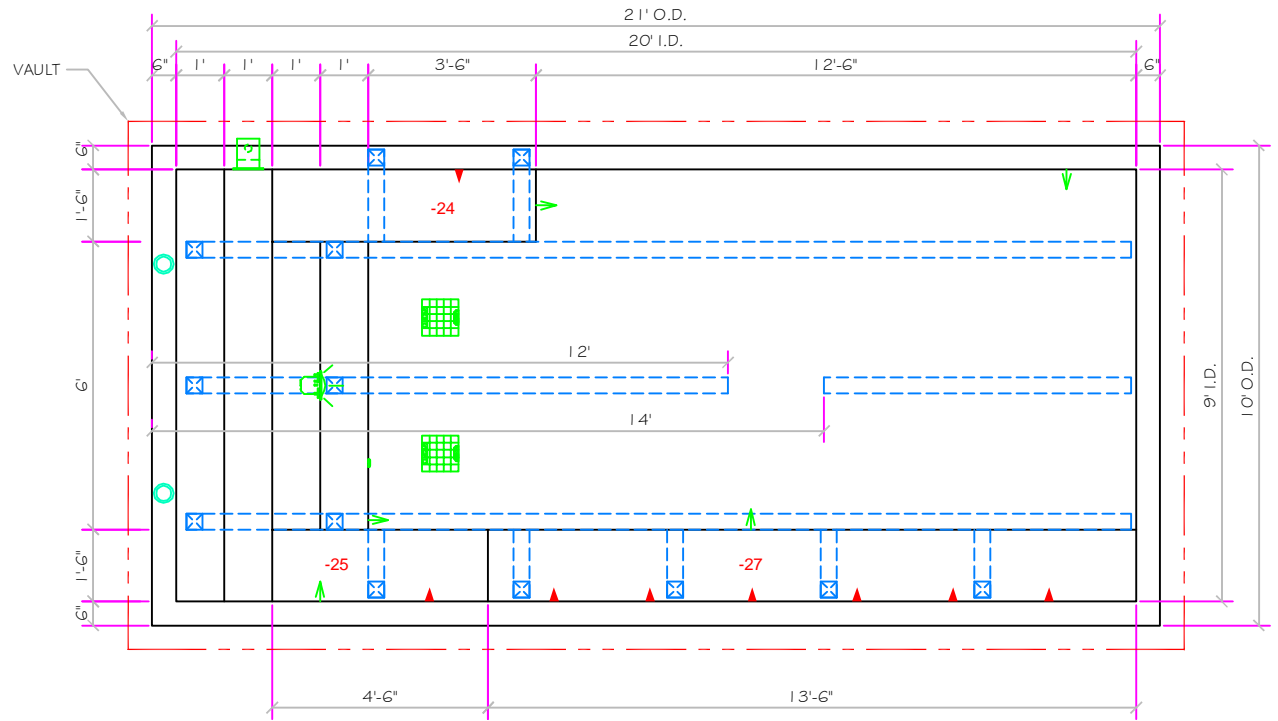 21' O.D.
20' I.D.
6" 1' 1' 1' 1' 3'-6" 12'-6" 6"
VAULT
6"
1'-6"
-24
6'
12'
14'
9' I.D.
10' O.D.
1'-6"
-25
-27
6"
4'-6"
13'-6"